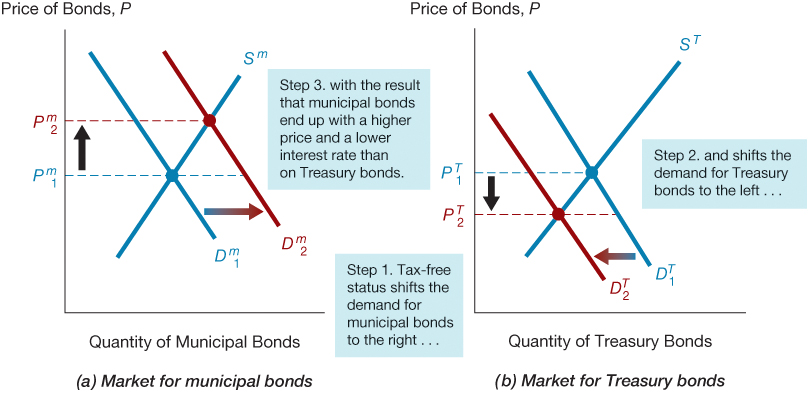 Price of Bonds, P
S^m
P^m_2
P^m_1
D^m_1
D^m_2
Step 3. with the result
that municipal bonds
end up with a higher
price and a lower
interest rate than
on Treasury bonds.
Step 1. Tax-free
status shifts the
demand for
municipal bonds
to the right . . .
Quantity of Municipal Bonds
(a) Market for municipal bonds
Price of Bonds, P
S^T
P^T_1
P^T_2
D^T_1
D^T_2
Step 2. and shifts the
demand for Treasury
bonds to the left . . .
Quantity of Treasury Bonds
(b) Market for Treasury bonds